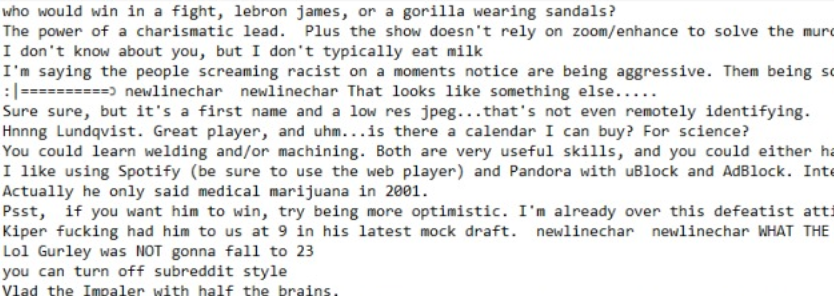 who would win in a fight, lebron james, or a gorilla wearing sandals?
The power of a charismatic lead.  Plus the show doesn't rely on zoom/enhance to solve the murd
I don't know about you, but I don't typically eat milk
I'm saying the people screaming racist on a moments notice are being aggressive. Them being so
:|==========Ɔ newlinechar  newlinechar That looks like something else.....
Sure sure, but it's a first name and a low res jpeg...that's not even remotely identifying.
Hnnng Lundqvist. Great player, and uhm...is there a calendar I can buy? For science?
You could learn welding and/or machining. Both are very useful skills, and you could either ha
I like using Spotify (be sure to use the web player) and Pandora with uBlock and AdBlock. Inte
Actually he only said medical marijuana in 2001.
Psst,  if you want him to win, try being more optimistic. I'm already over this defeatist atti
Kiper fucking had him to us at 9 in his latest mock draft.  newlinechar  newlinechar WHAT THE
Lol Gurley was NOT gonna fall to 23
you can turn off subreddit style
Vlad the Impaler with half the brains.